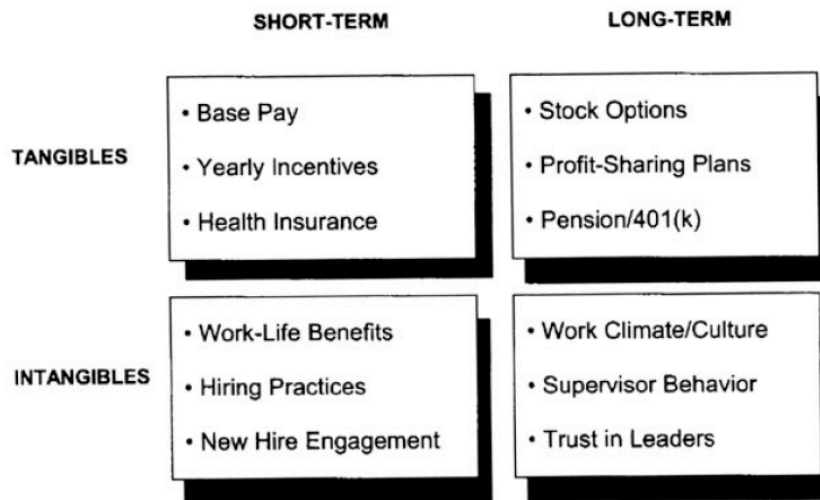 SHORT-TERM
LONG-TERM
TANGIBLES
• Base Pay
• Yearly Incentives
• Health Insurance
• Stock Options
• Profit-Sharing Plans
• Pension/401(k)
INTANGIBLES
• Work-Life Benefits
• Hiring Practices
• New Hire Engagement
• Work Climate/Culture
• Supervisor Behavior
• Trust in Leaders